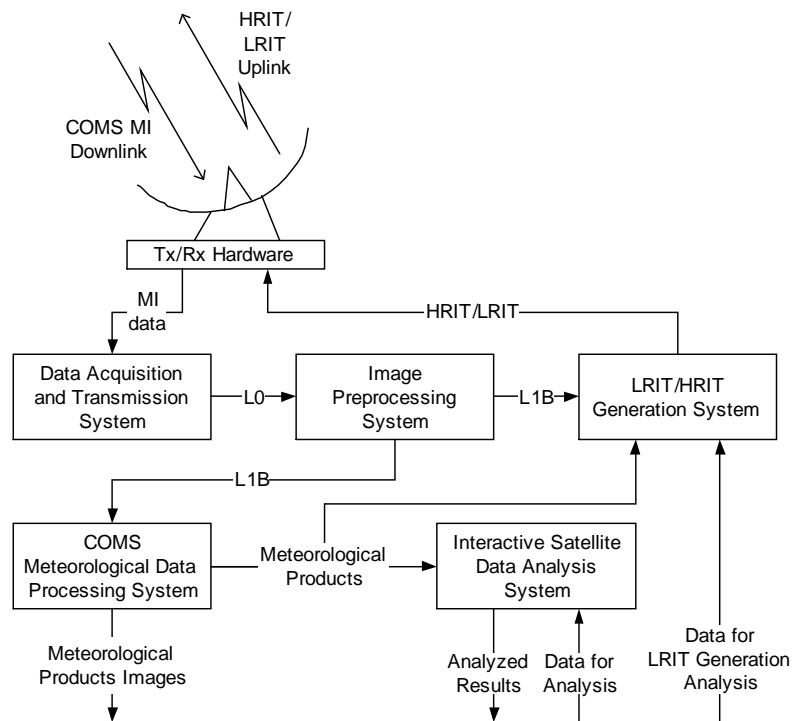 HRIT/
LRIT
Uplink
COMS MI
Downlink
Tx/Rx Hardware
MI
data
HRIT/LRIT
Data Acquisition
and Transmission
System
L0
Image
Preprocessing
System
L1B
LRIT/HRIT
Generation System
L1B
COMS
Meteorological Data
Processing System
Meteorological
Products
Interactive Satellite
Data Analysis
System
Meteorological
Products Images
Analyzed
Results
Data for
Analysis
Data for
LRIT Generation
Analysis